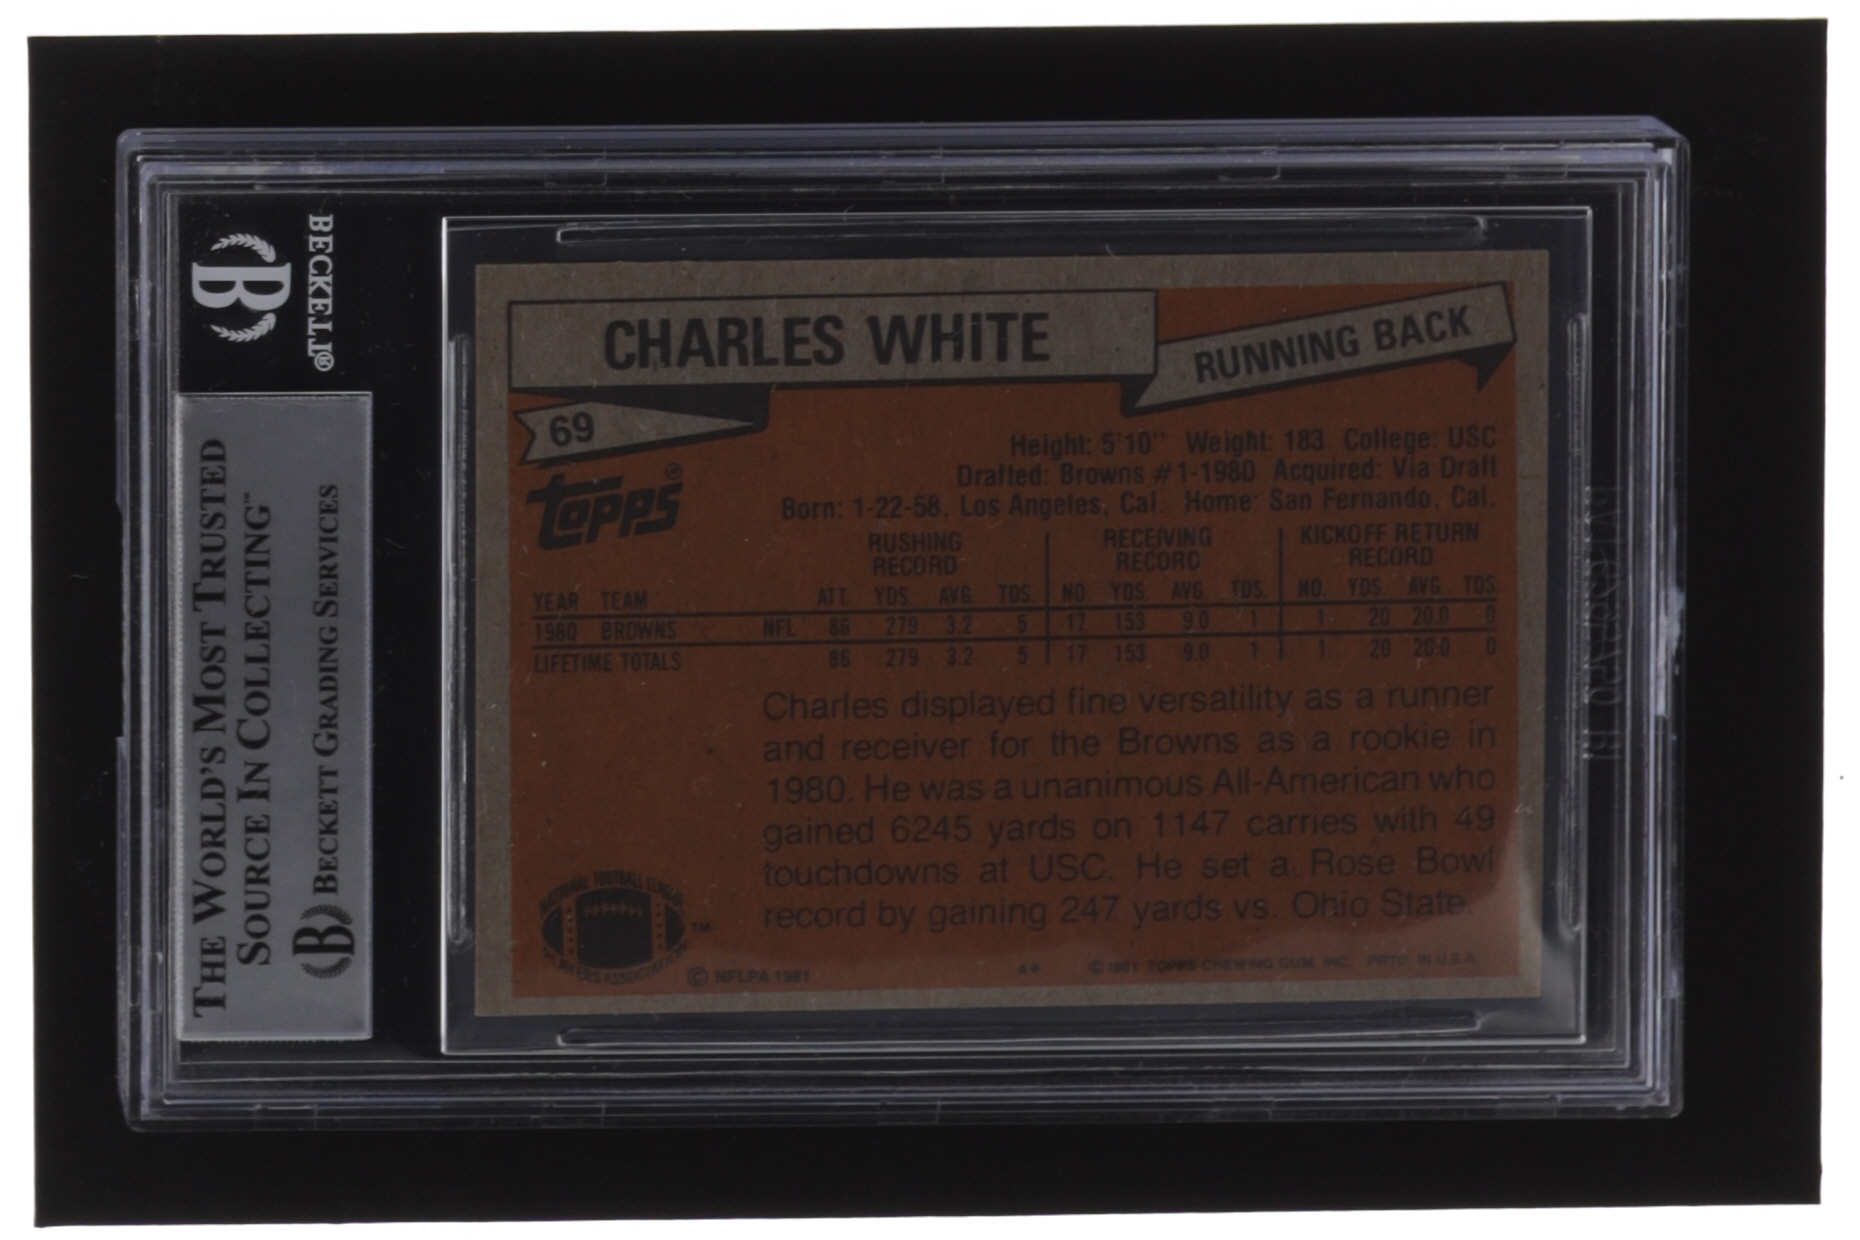 BECKETT®
B
THE WORLD'S MOST TRUSTED
SOURCE IN COLLECTING™
B BECKETT GRADING SERVICES
CHARLES WHITE
RUNNING BACK
69
TOPPS®
Height: 5'10" Weight: 183 College: USC
Drafted: Browns #1-1980 Acquired: Via Draft
Born: 1-22-58, Los Angeles, Cal. Home: San Fernando, Cal.
RUSHING RECORD RECEIVING RECORD KICKOFF RETURN RECORD
YEAR TEAM ATT. YDS. AVG. TDS. NO. YDS. AVG. TDS. NO. YDS. AVG. TDS
1980 BROWNS NFL 86 279 3.2 5 17 153 9.0 1 1 20 20.0 0
LIFETIME TOTALS 86 279 3.2 5 17 153 9.0 1 1 20 20.0 0
Charles displayed fine versatility as a runner
and receiver for the Browns as a rookie in
1980. He was a unanimous All-American who
gained 6245 yards on 1147 carries with 49
touchdowns at USC. He set a Rose Bowl
record by gaining 247 yards vs. Ohio State.
NATIONAL FOOTBALL LEAGUE
PLAYERS ASSOCIATION ™
© NFLPA 1981
A* © 1981 TOPPS CHEWING GUM, INC. PRTD. IN U.S.A.